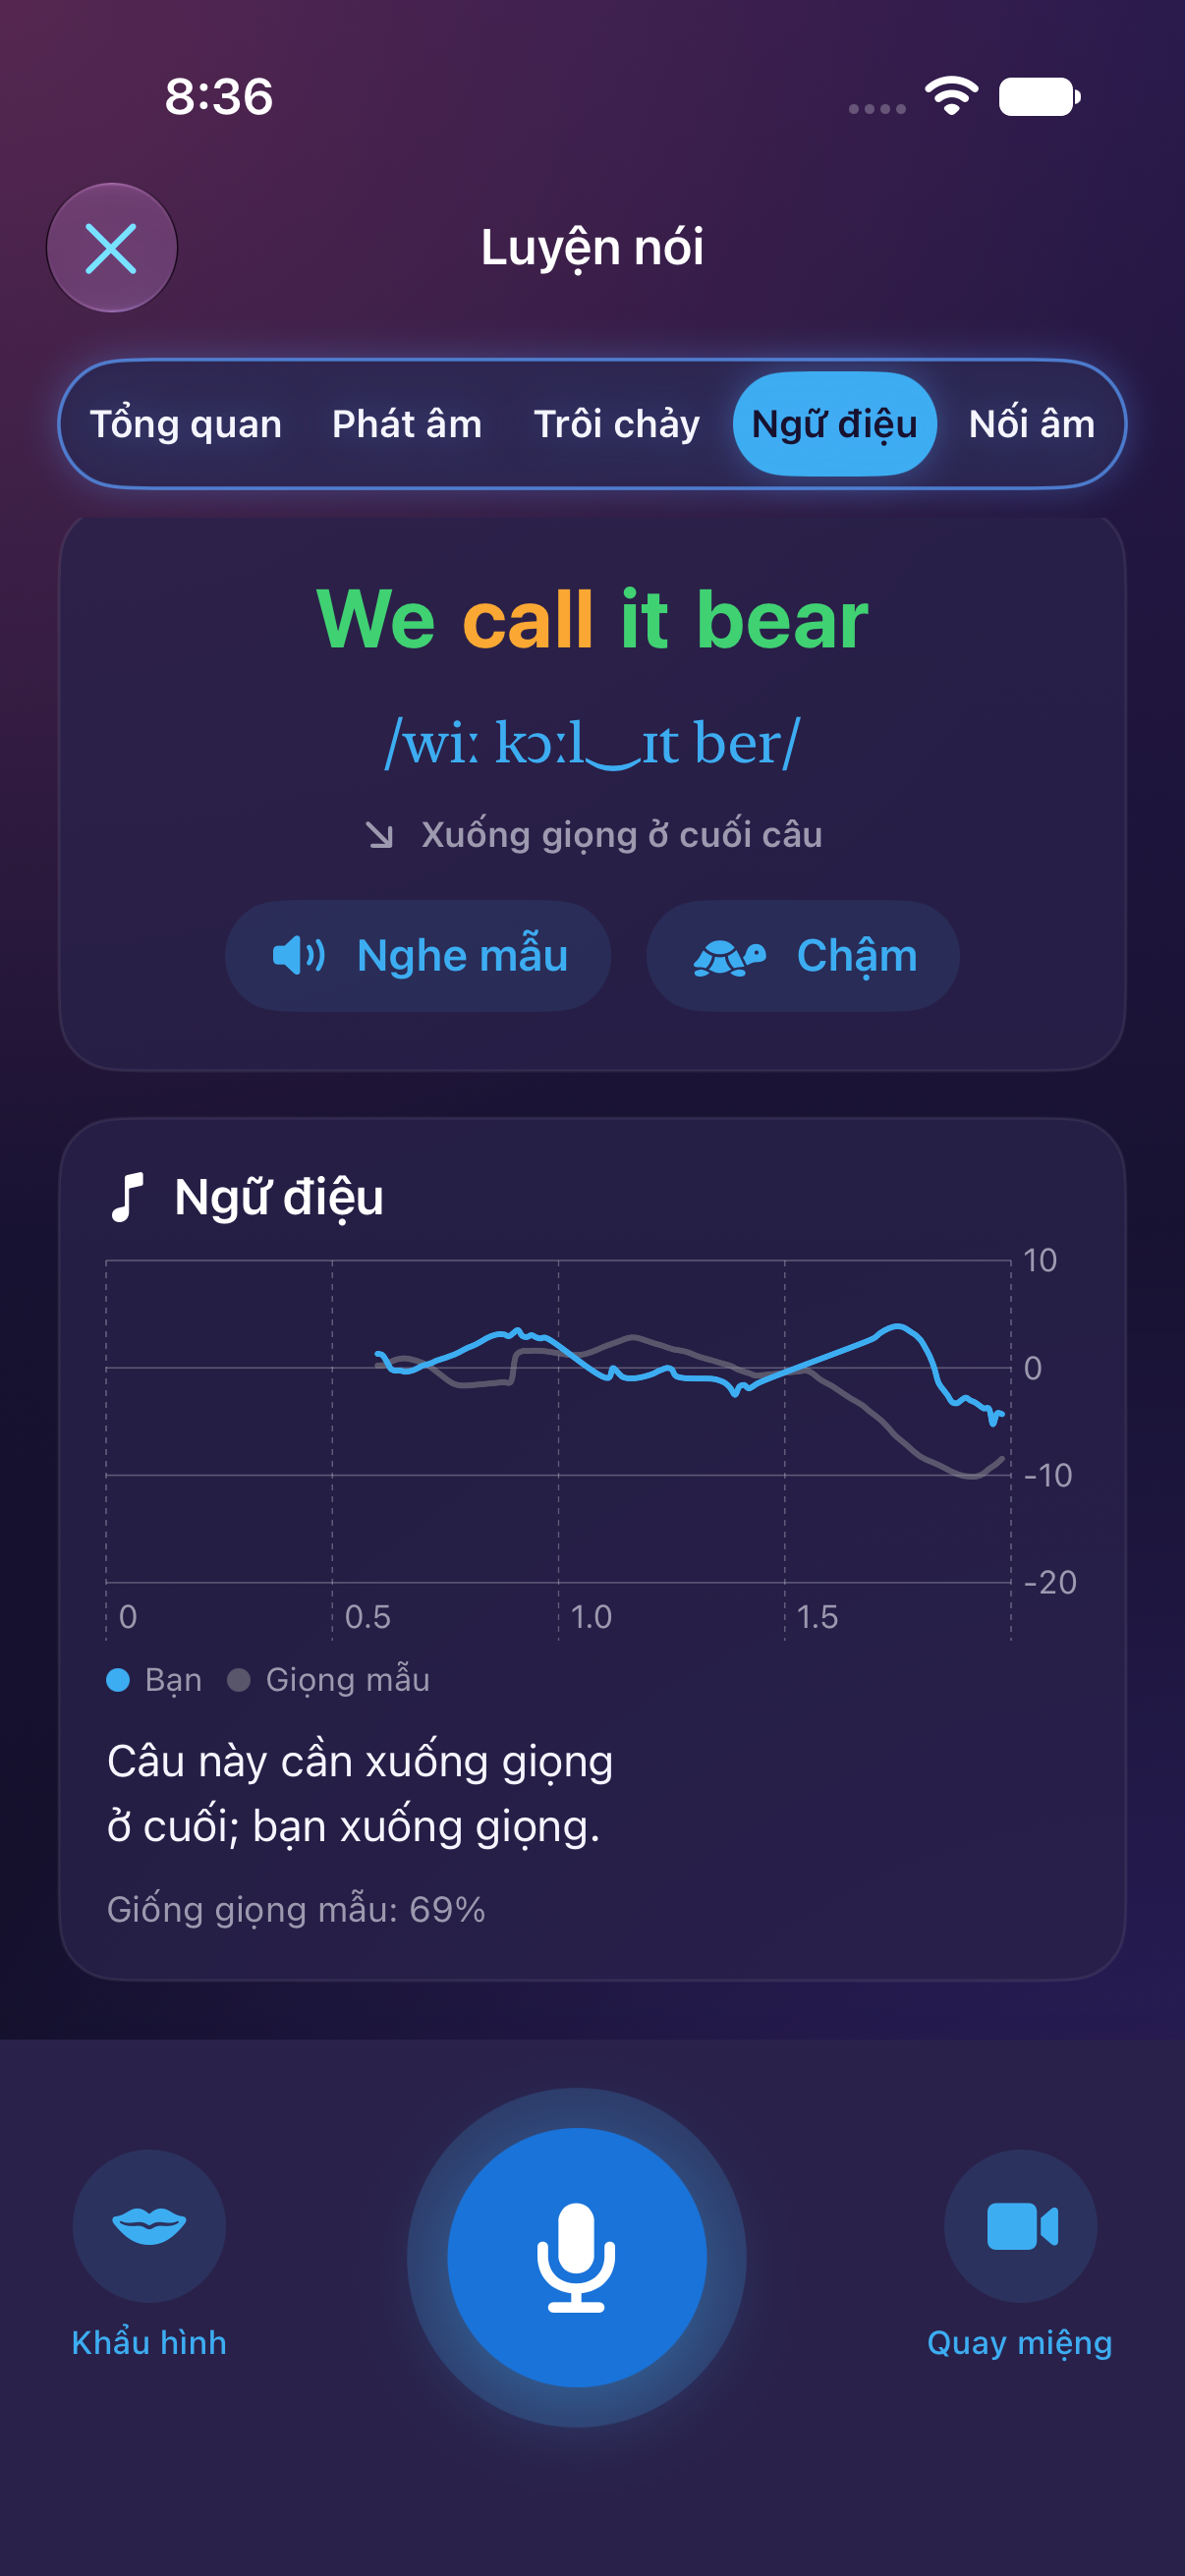 8:36
Luyện nói
Tổng quan Phát âm Trôi chảy Ngữ điệu Nối âm
We call it bear
/wiː kɔːl‿ɪt ber/
Xuống giọng ở cuối câu
Nghe mẫu Chậm
Ngữ điệu
10
0
-10
-20
0 0.5 1.0 1.5
Bạn Giọng mẫu
Câu này cần xuống giọng
ở cuối; bạn xuống giọng.
Giống giọng mẫu: 69%
Khẩu hình Quay miệng